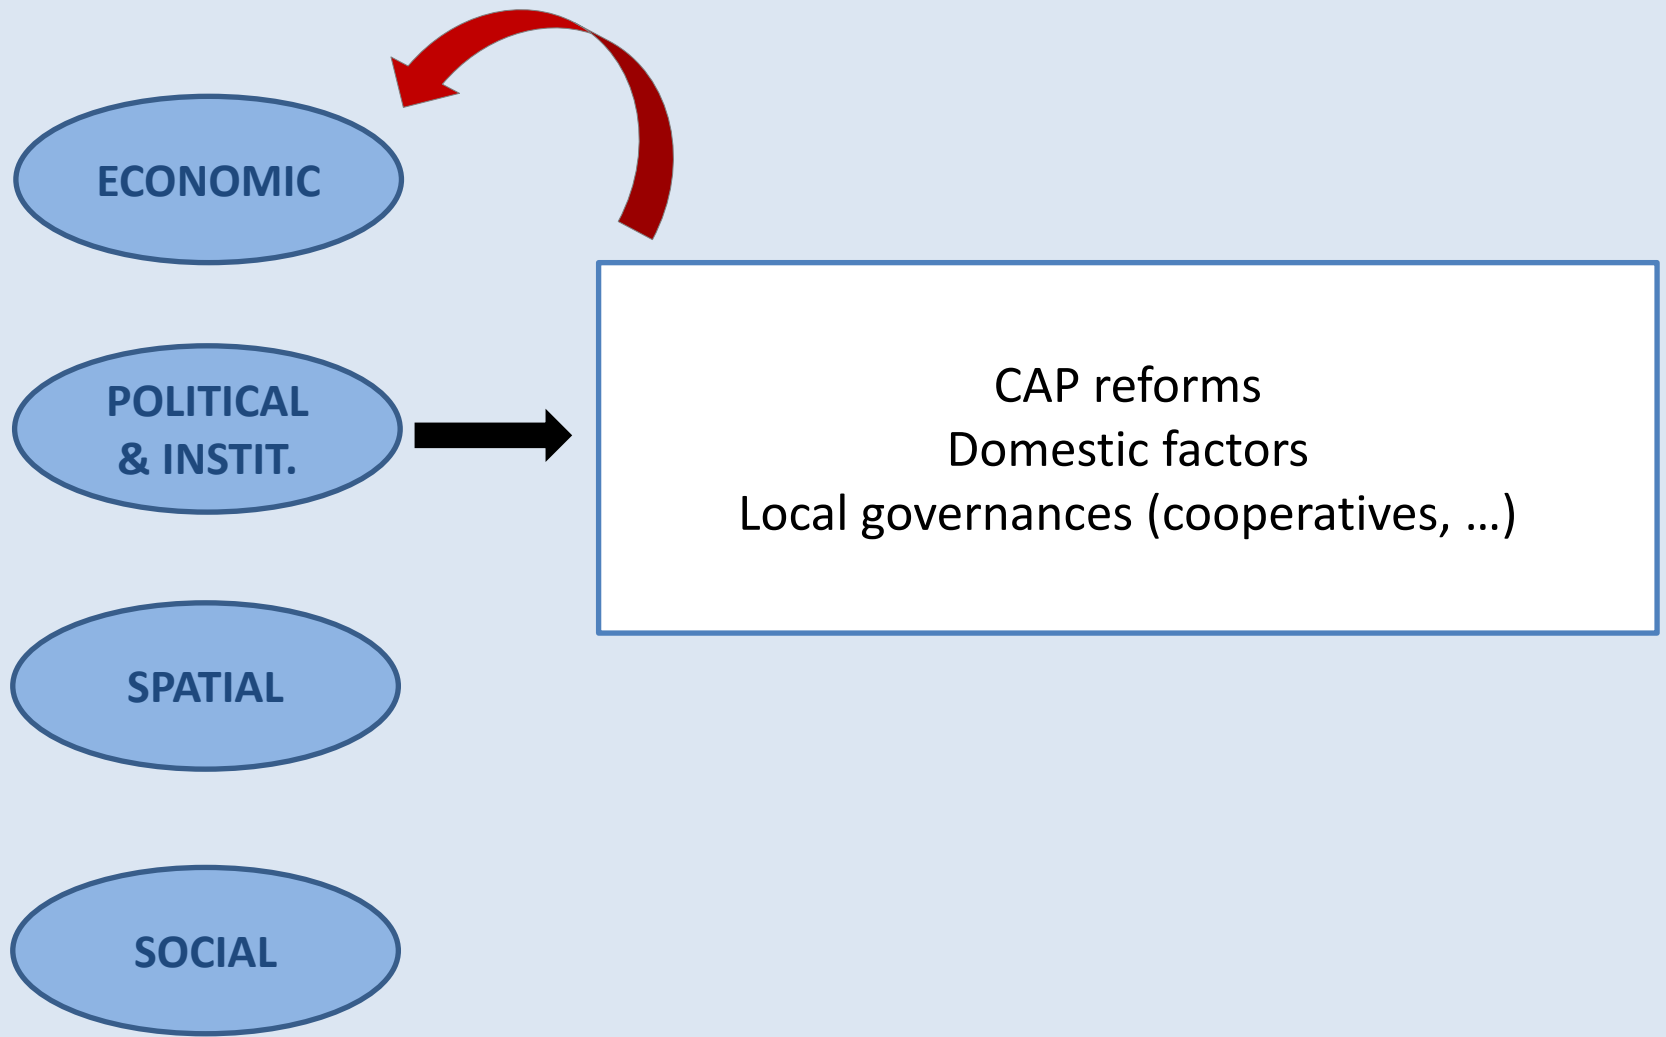 ECONOMIC
POLITICAL
& INSTIT.
CAP reforms
Domestic factors
Local governances (cooperatives, ...)
SPATIAL
SOCIAL